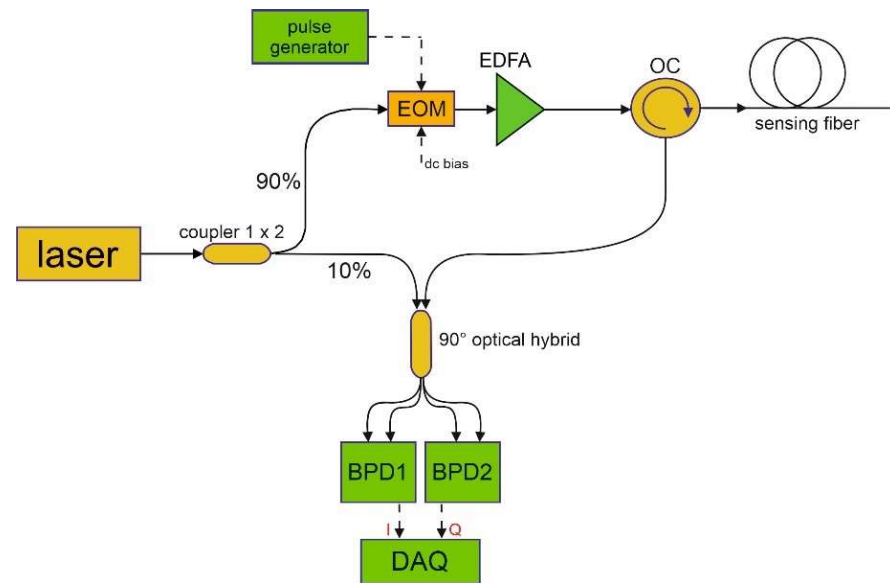 pulse
generator
EDFA
OC
EOM
sensing fiber
dc bias
90%
coupler 1 x 2
laser
10%
90° optical hybrid
BPD1
BPD2
I
Q
DAQ